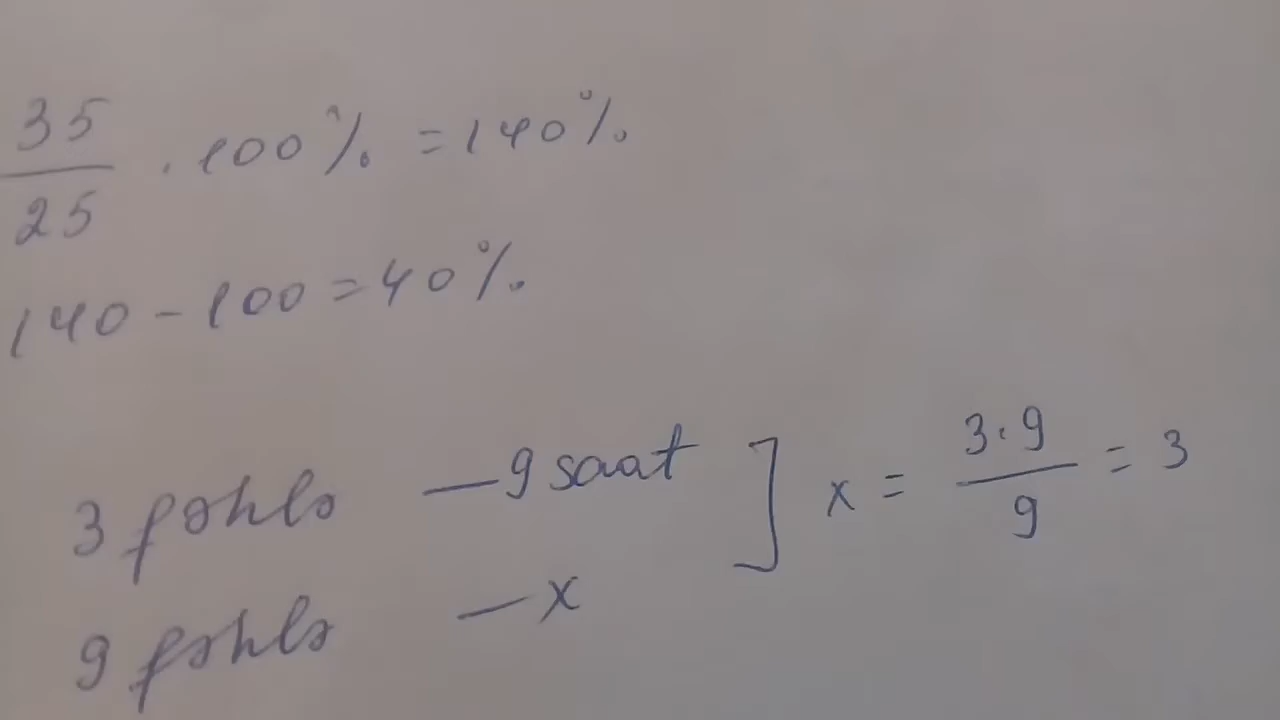 35/25 · 100% = 140%
140 - 100 = 40%
3 fəhlə — 9 saat ] x = 3·9/9 = 3
9 fəhlə — x